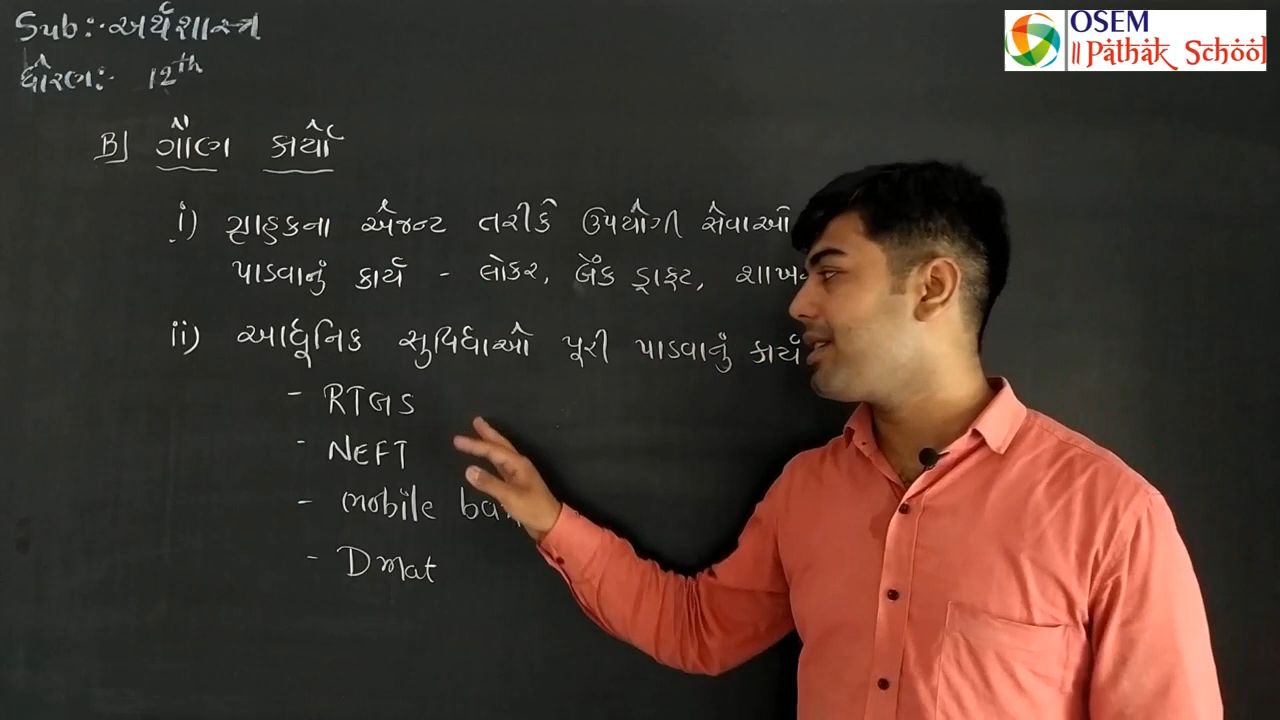 Sub:- અર્થશાસ્ત્ર
ધોરણ:- 12th
OSEM
|| Pathak School
B] ગૌણ કાર્યો
i) ગ્રાહકના એજન્ટ તરીકે ઉપયોગી સેવાઓ
પાડવાનું કાર્ય - લોકર, બેંક ડ્રાફ્ટ,
ii) આર્ધૂનિક સુવિધાઓ પૂરી પાડવાનું કાર્ય
- RTGS
- NEFT
- mobile
- Dmat